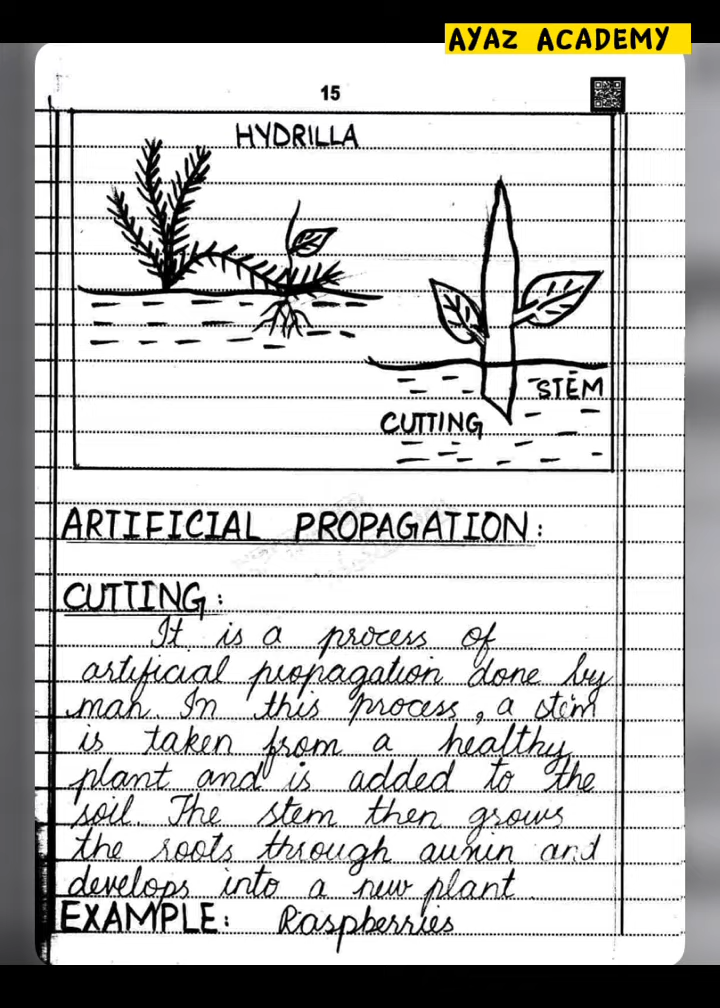 AYAZ ACADEMY
15
HYDRILLA
STEM
CUTTING
ARTIFICIAL PROPAGATION:
CUTTING:
It is a process of
artificial propagation done by
man. In this process, a stem
is taken from a healthy
plant and is added to the
soil. The stem then grows
the roots through auxin and
develops into a new plant
EXAMPLE: Raspberries